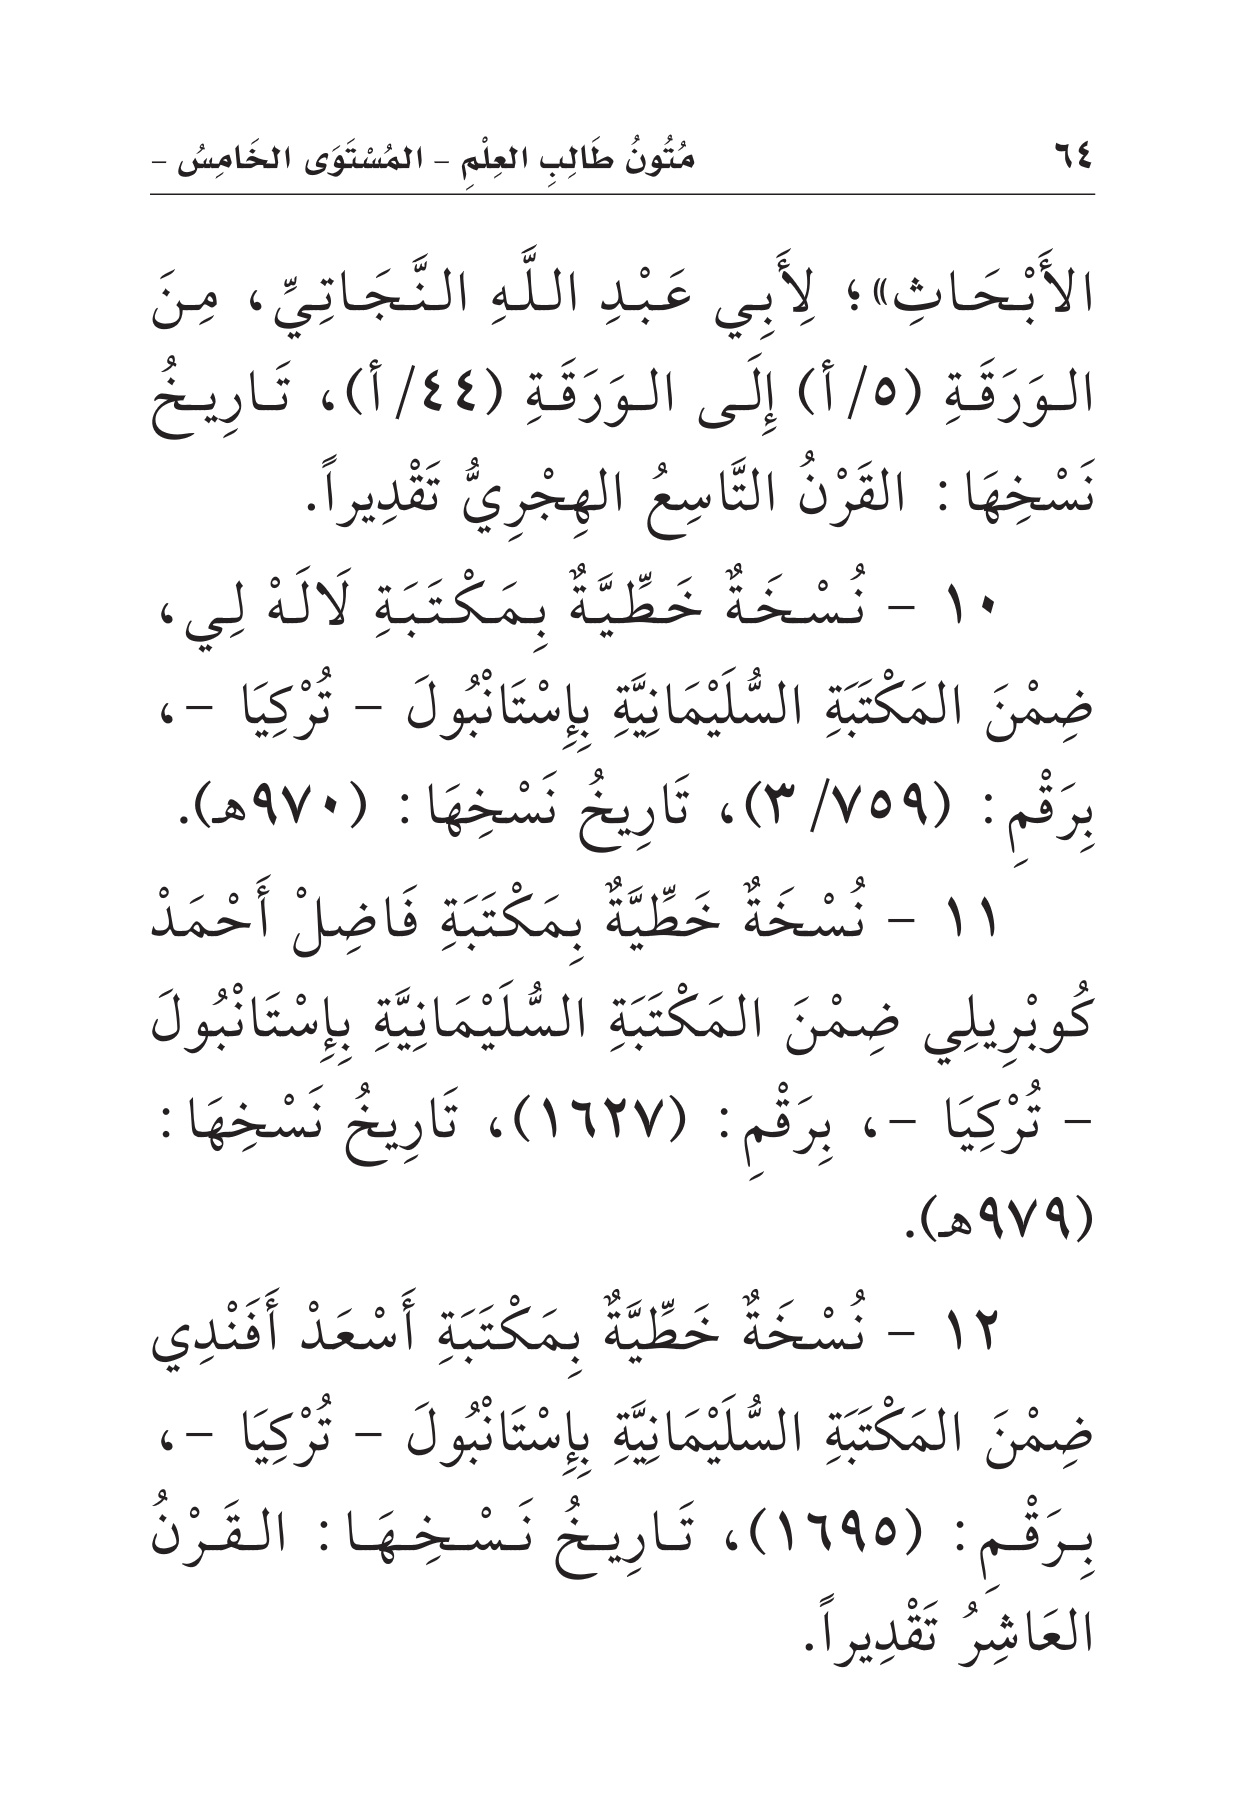 ٦٤ مُتُونُ طَالِبِ العِلْمِ – المُسْتَوَى الخَامِسُ –
الأَبْحَاثِ»؛ لِأَبِي عَبْدِ اللَّهِ النَّجَاتِيِّ، مِنَ
الوَرَقَةِ (٥/أ) إِلَى الوَرَقَةِ (٤٤/أ)، تَارِيخُ
نَسْخِهَا: القَرْنُ التَّاسِعُ الهِجْرِيُّ تَقْدِيراً.
١٠ – نُسْخَةٌ خَطِّيَّةٌ بِمَكْتَبَةِ لَالَهْ لِي،
ضِمْنَ المَكْتَبَةِ السُّلَيْمَانِيَّةِ بِإِسْتَانْبُولَ – تُرْكِيَا –،
بِرَقْمِ: (٣/٧٥٩)، تَارِيخُ نَسْخِهَا: (٩٧٠هـ).
١١ – نُسْخَةٌ خَطِّيَّةٌ بِمَكْتَبَةِ فَاضِلْ أَحْمَدْ
كُوبْرِيلِي ضِمْنَ المَكْتَبَةِ السُّلَيْمَانِيَّةِ بِإِسْتَانْبُولَ
– تُرْكِيَا –، بِرَقْمِ: (١٦٢٧)، تَارِيخُ نَسْخِهَا:
(٩٧٩هـ).
١٢ – نُسْخَةٌ خَطِّيَّةٌ بِمَكْتَبَةِ أَسْعَدْ أَفَنْدِي
ضِمْنَ المَكْتَبَةِ السُّلَيْمَانِيَّةِ بِإِسْتَانْبُولَ – تُرْكِيَا –،
بِرَقْمِ: (١٦٩٥)، تَارِيخُ نَسْخِهَا: القَرْنُ
العَاشِرُ تَقْدِيراً.